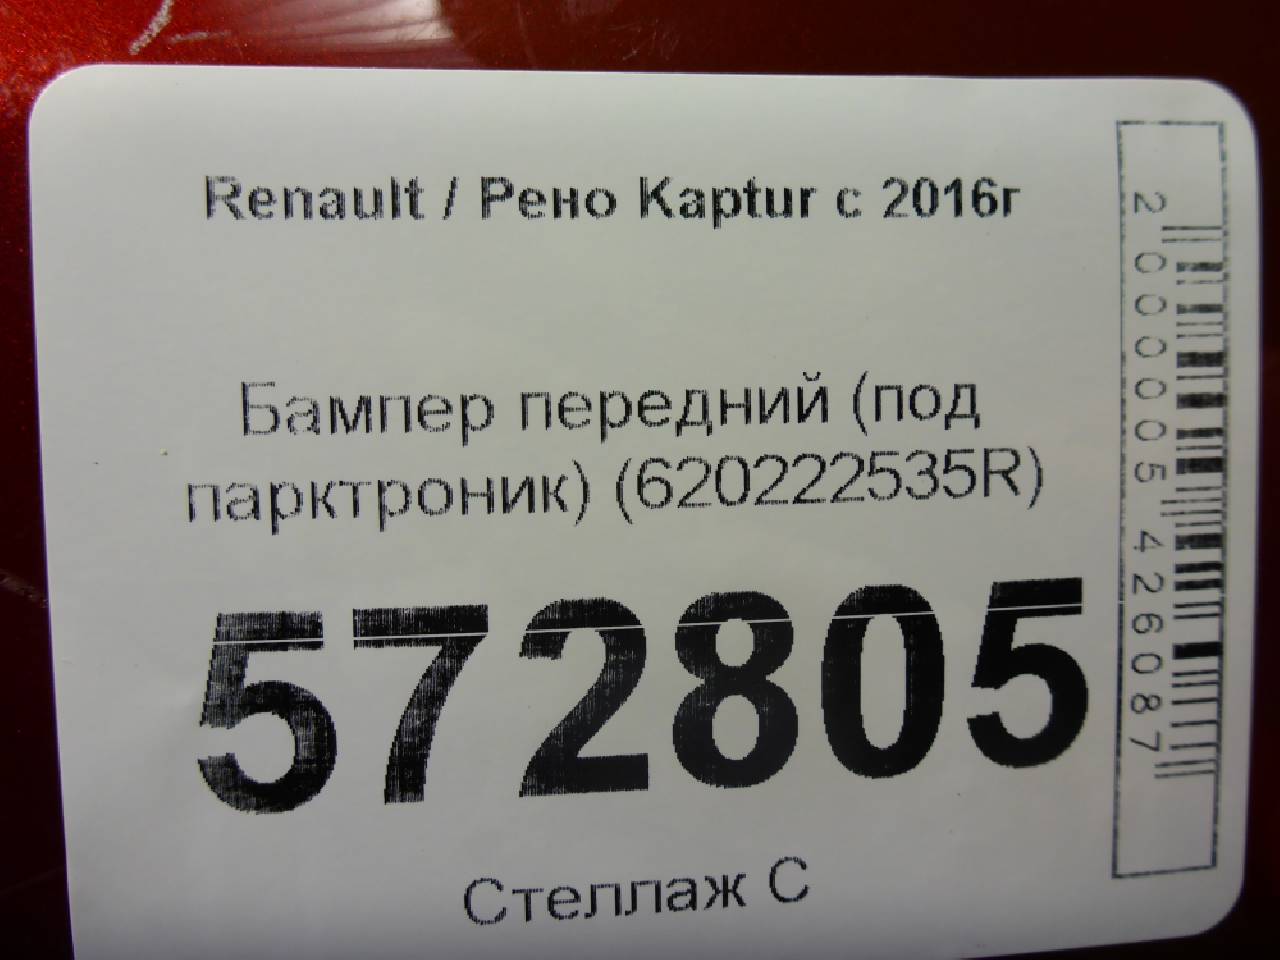 Renault / Рено Kaptur с 2016г
Бампер передний (под
парктроник) (620222535R)
572805
Стеллаж С
2000005426087